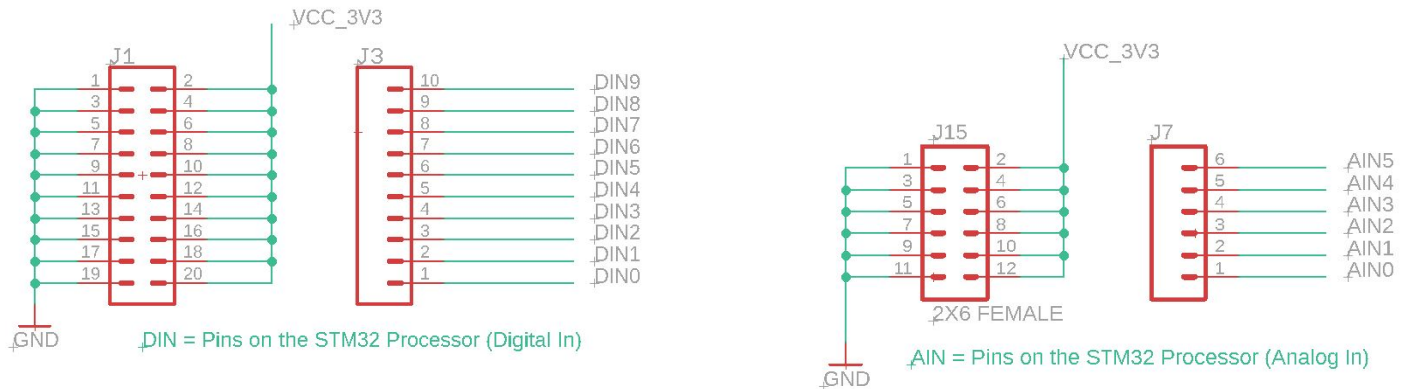 VCC_3V3
J1
J3
1 2
3 4
5 6
7 8
9 10
11 12
13 14
15 16
17 18
19 20
10 DIN9
9 DIN8
8 DIN7
7 DIN6
6 DIN5
5 DIN4
4 DIN3
3 DIN2
2 DIN1
1 DIN0
GND
DIN = Pins on the STM32 Processor (Digital In)
VCC_3V3
J15
J7
1 2
3 4
5 6
7 8
9 10
11 12
2X6 FEMALE
6 AIN5
5 AIN4
4 AIN3
3 AIN2
2 AIN1
1 AIN0
GND
AIN = Pins on the STM32 Processor (Analog In)